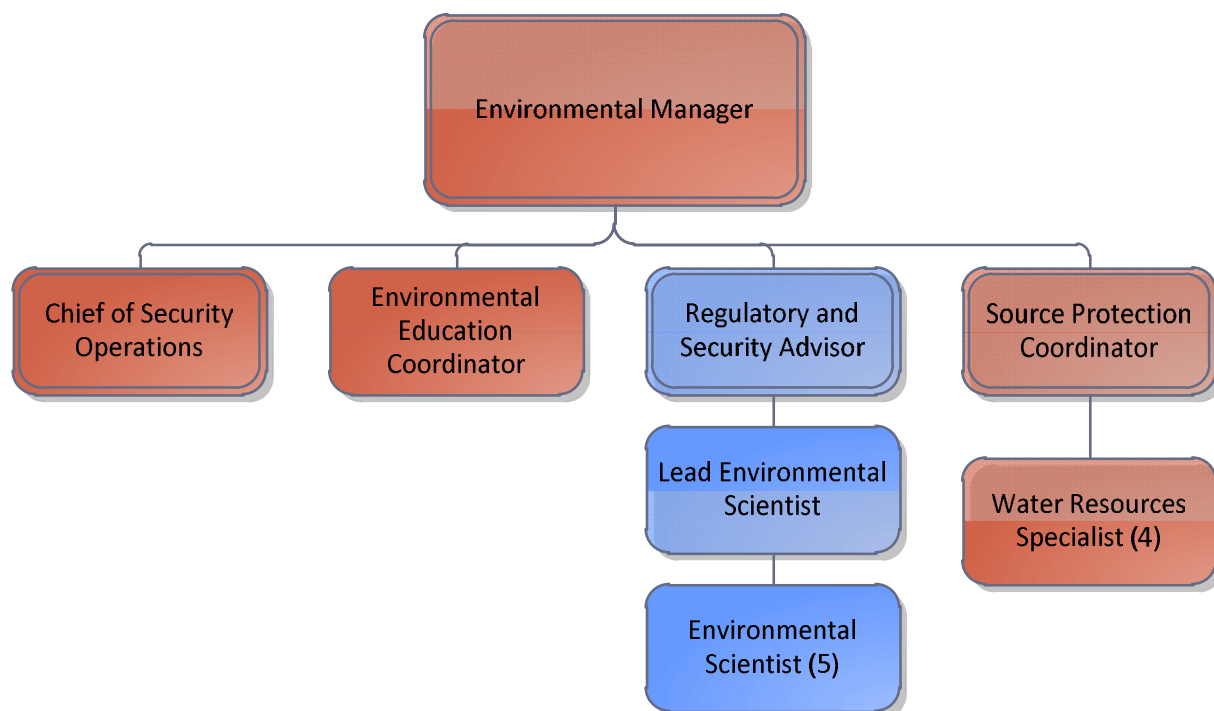 Environmental Manager
Chief of Security
Operations
Environmental
Education
Coordinator
Regulatory and
Security Advisor
Source Protection
Coordinator
Lead Environmental
Scientist
Water Resources
Specialist (4)
Environmental
Scientist (5)